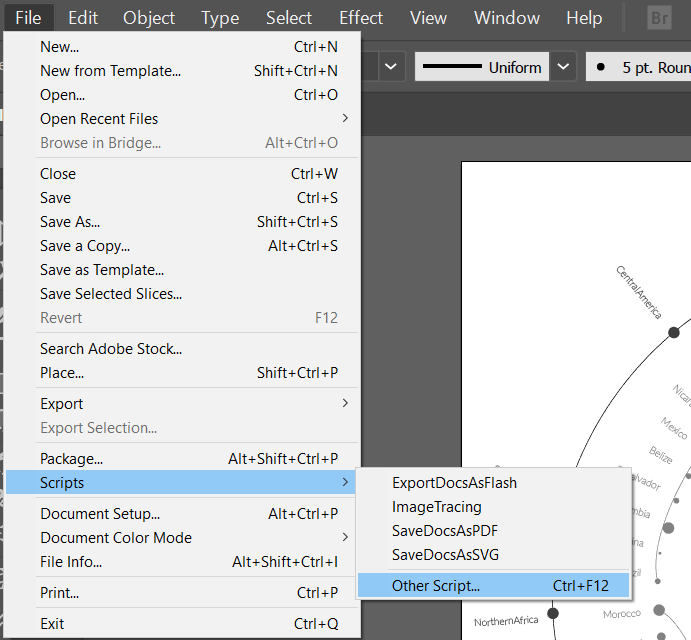 File Edit Object Type Select Effect View Window Help Br
New... Ctrl+N
New from Template... Shift+Ctrl+N
Open... Ctrl+O
Open Recent Files
Browse in Bridge... Alt+Ctrl+O
Close Ctrl+W
Save Ctrl+S
Save As... Shift+Ctrl+S
Save a Copy... Alt+Ctrl+S
Save as Template...
Save Selected Slices...
Revert F12
Search Adobe Stock...
Place... Shift+Ctrl+P
Export
Export Selection...
Package... Alt+Shift+Ctrl+P
Scripts
Document Setup... Alt+Ctrl+P
Document Color Mode
File Info... Alt+Shift+Ctrl+I
Print... Ctrl+P
Exit Ctrl+Q
ExportDocsAsFlash
ImageTracing
SaveDocsAsPDF
SaveDocsAsSVG
Other Script... Ctrl+F12
Uniform
5 pt. Roun
CentralAmerica
Mexico
Belize
Morocco
NorthernAfrica